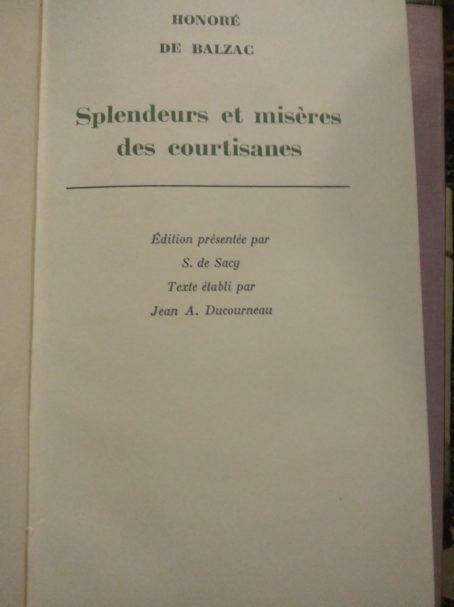 HONORÉ
DE BALZAC
Splendeurs et misères
des courtisanes
Édition présentée par
S. de Sacy
Texte établi par
Jean A. Ducourneau